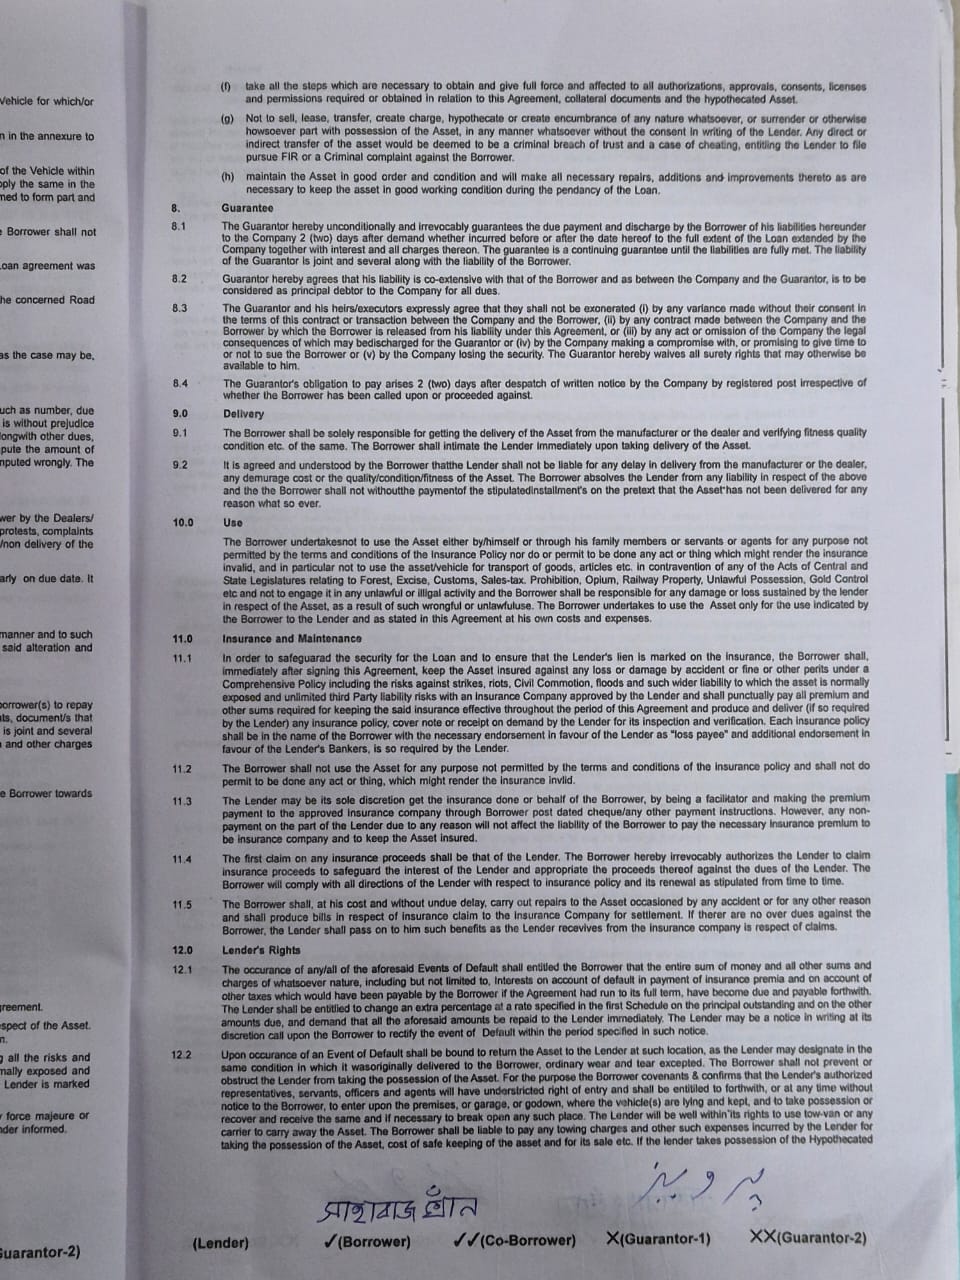 Vehicle for which/or
n in the annexure to
of the Vehicle within
pply the same in the
med to form part and
e Borrower shall not
Loan agreement was
he concerned Road
as the case may be,
uch as number, due
is without prejudice
longwith other dues,
pute the amount of
nputed wrongly. The
wer by the Dealers/
protests, complaints
/non delivery of the
arly on due date. It
manner and to such
said alteration and
borrower(s) to repay
nts, document/s that
is joint and several
n and other charges
e Borrower towards
greement.
espect of the Asset.
n.
g all the risks and
mally exposed and
Lender is marked
y force majeure or
nder informed.
Guarantor-2)
(f) take all the steps which are necessary to obtain and give full force and affected to all authorizations, approvals, consents, licenses
and permissions required or obtained in relation to this Agreement, collateral documents and the hypothecated Asset.
(g) Not to sell, lease, transfer, create charge, hypothecate or create encumbrance of any nature whatsoever, or surrender or otherwise
howsoever part with possession of the Asset, in any manner whatsoever without the consent in writing of the Lender. Any direct or
indirect transfer of the asset would be deemed to be a criminal breach of trust and a case of cheating, entitling the Lender to file
pursue FIR or a Criminal complaint against the Borrower.
(h) maintain the Asset in good order and condition and will make all necessary repairs, additions and improvements thereto as are
necessary to keep the asset in good working condition during the pendancy of the Loan.
8. Guarantee
8.1 The Guarantor hereby unconditionally and irrevocably guarantees the due payment and discharge by the Borrower of his liabilities hereunder
to the Company 2 (two) days after demand whether incurred before or after the date hereof to the full extent of the Loan extended by the
Company together with interest and all charges thereon. The guarantee is a continuing guarantee until the liabilities are fully met. The liability
of the Guarantor is joint and several along with the liability of the Borrower.
8.2 Guarantor hereby agrees that his liability is co-extensive with that of the Borrower and as between the Company and the Guarantor, is to be
considered as principal debtor to the Company for all dues.
8.3 The Guarantor and his heirs/executors expressly agree that they shall not be exonerated (i) by any variance made without their consent in
the terms of this contract or transaction between the Company and the Borrower, (ii) by any contract made between the Company and the
Borrower by which the Borrower is released from his liability under this Agreement, or (iii) by any act or omission of the Company the legal
consequences of which may bedischarged for the Guarantor or (iv) by the Company making a compromise with, or promising to give time to
or not to sue the Borrower or (v) by the Company losing the security. The Guarantor hereby waives all surety rights that may otherwise be
available to him.
8.4 The Guarantor's obligation to pay arises 2 (two) days after despatch of written notice by the Company by registered post irrespective of
whether the Borrower has been called upon or proceeded against.
9.0 Delivery
9.1 The Borrower shall be solely responsible for getting the delivery of the Asset from the manufacturer or the dealer and verifying fitness quality
condition etc. of the same. The Borrower shall intimate the Lender immediately upon taking delivery of the Asset.
9.2 It is agreed and understood by the Borrower thatthe Lender shall not be liable for any delay in delivery from the manufacturer or the dealer,
any demurage cost or the quality/condition/fitness of the Asset. The Borrower absolves the Lender from any liability in respect of the above
and the the Borrower shall not withoutthe paymentof the stipulatedinstallment's on the pretext that the Asset has not been delivered for any
reason what so ever.
10.0 Use
The Borrower undertakesnot to use the Asset either by/himself or through his family members or servants or agents for any purpose not
permitted by the terms and conditions of the Insurance Policy nor do or permit to be done any act or thing which might render the insurance
invalid, and in particular not to use the asset/vehicle for transport of goods, articles etc. in contravention of any of the Acts of Central and
State Legislatures relating to Forest, Excise, Customs, Sales-tax. Prohibition, Opium, Railway Property, Unlawful Possession, Gold Control
etc and not to engage it in any unlawful or illigal activity and the Borrower shall be responsible for any damage or loss sustained by the lender
in respect of the Asset, as a result of such wrongful or unlawfuluse. The Borrower undertakes to use the Asset only for the use indicated by
the Borrower to the Lender and as stated in this Agreement at his own costs and expenses.
11.0 Insurance and Maintenance
11.1 In order to safeguarad the security for the Loan and to ensure that the Lender's lien is marked on the insurance, the Borrower shall,
immediately after signing this Agreement, keep the Asset insured against any loss or damage by accident or fine or other perits under a
Comprehensive Policy including the risks against strikes, riots, Civil Commotion, floods and such wider liability to which the asset is normally
exposed and unlimited third Party liability risks with an Insurance Company approved by the Lender and shall punctually pay all premium and
other sums required for keeping the said insurance effective throughout the period of this Agreement and produce and deliver (if so required
by the Lender) any insurance policy, cover note or receipt on demand by the Lender for its inspection and verification. Each insurance policy
shall be in the name of the Borrower with the necessary endorsement in favour of the Lender as "loss payee" and additional endorsement in
favour of the Lender's Bankers, is so required by the Lender.
11.2 The Borrower shall not use the Asset for any purpose not permitted by the terms and conditions of the insurance policy and shall not do
permit to be done any act or thing, which might render the insurance invlid.
11.3 The Lender may be its sole discretion get the insurance done or behalf of the Borrower, by being a facilitator and making the premium
payment to the approved insurance company through Borrower post dated cheque/any other payment instructions. However, any non-
payment on the part of the Lender due to any reason will not affect the liability of the Borrower to pay the necessary insurance premium to
be insurance company and to keep the Asset insured.
11.4 The first claim on any insurance proceeds shall be that of the Lender. The Borrower hereby irrevocably authorizes the Lender to claim
insurance proceeds to safeguard the interest of the Lender and appropriate the proceeds thereof against the dues of the Lender. The
Borrower will comply with all directions of the Lender with respect to insurance policy and its renewal as stipulated from time to time.
11.5 The Borrower shall, at his cost and without undue delay, carry out repairs to the Asset occasioned by any accident or for any other reason
and shall produce bills in respect of insurance claim to the Insurance Company for settlement. If therer are no over dues against the
Borrower, the Lender shall pass on to him such benefits as the Lender recevives from the insurance company is respect of claims.
12.0 Lender's Rights
12.1 The occurance of any/all of the aforesaid Events of Default shall entitled the Borrower that the entire sum of money and all other sums and
charges of whatsoever nature, including but not limited to, Interests on account of default in payment of insurance premia and on account of
other taxes which would have been payable by the Borrower if the Agreement had run to its full term, have become due and payable forthwith.
The Lender shall be entitled to change an extra percentage at a rate specified in the first Schedule on the principal outstanding and on the other
amounts due, and demand that all the aforesaid amounts be repaid to the Lender immediately. The Lender may be a notice in writing at its
discretion call upon the Borrower to rectify the event of Default within the period specified in such notice.
12.2 Upon occurance of an Event of Default shall be bound to return the Asset to the Lender at such location, as the Lender may designate in the
same condition in which it wasoriginally delivered to the Borrower, ordinary wear and tear excepted. The Borrower shall not prevent or
obstruct the Lender from taking the possession of the Asset. For the purpose the Borrower covenants & confirms that the Lender's authorized
representatives, servants, officers and agents will have understricted right of entry and shall be entitiled to forthwith, or at any time without
notice to the Borrower, to enter upon the premises, or garage, or godown, where the vehicle(s) are lying and kept, and to take possession or
recover and receive the same and if necessary to break open any such place. The Lender will be well within its rights to use tow-van or any
carrier to carry away the Asset. The Borrower shall be liable to pay any towing charges and other such expenses incurred by the Lender for
taking the possession of the Asset, cost of safe keeping of the asset and for its sale etc. If the lender takes possession of the Hypothecated
সাহাবাজ খাঁন
(Lender) ✓(Borrower) ✓✓(Co-Borrower) X(Guarantor-1) XX(Guarantor-2)